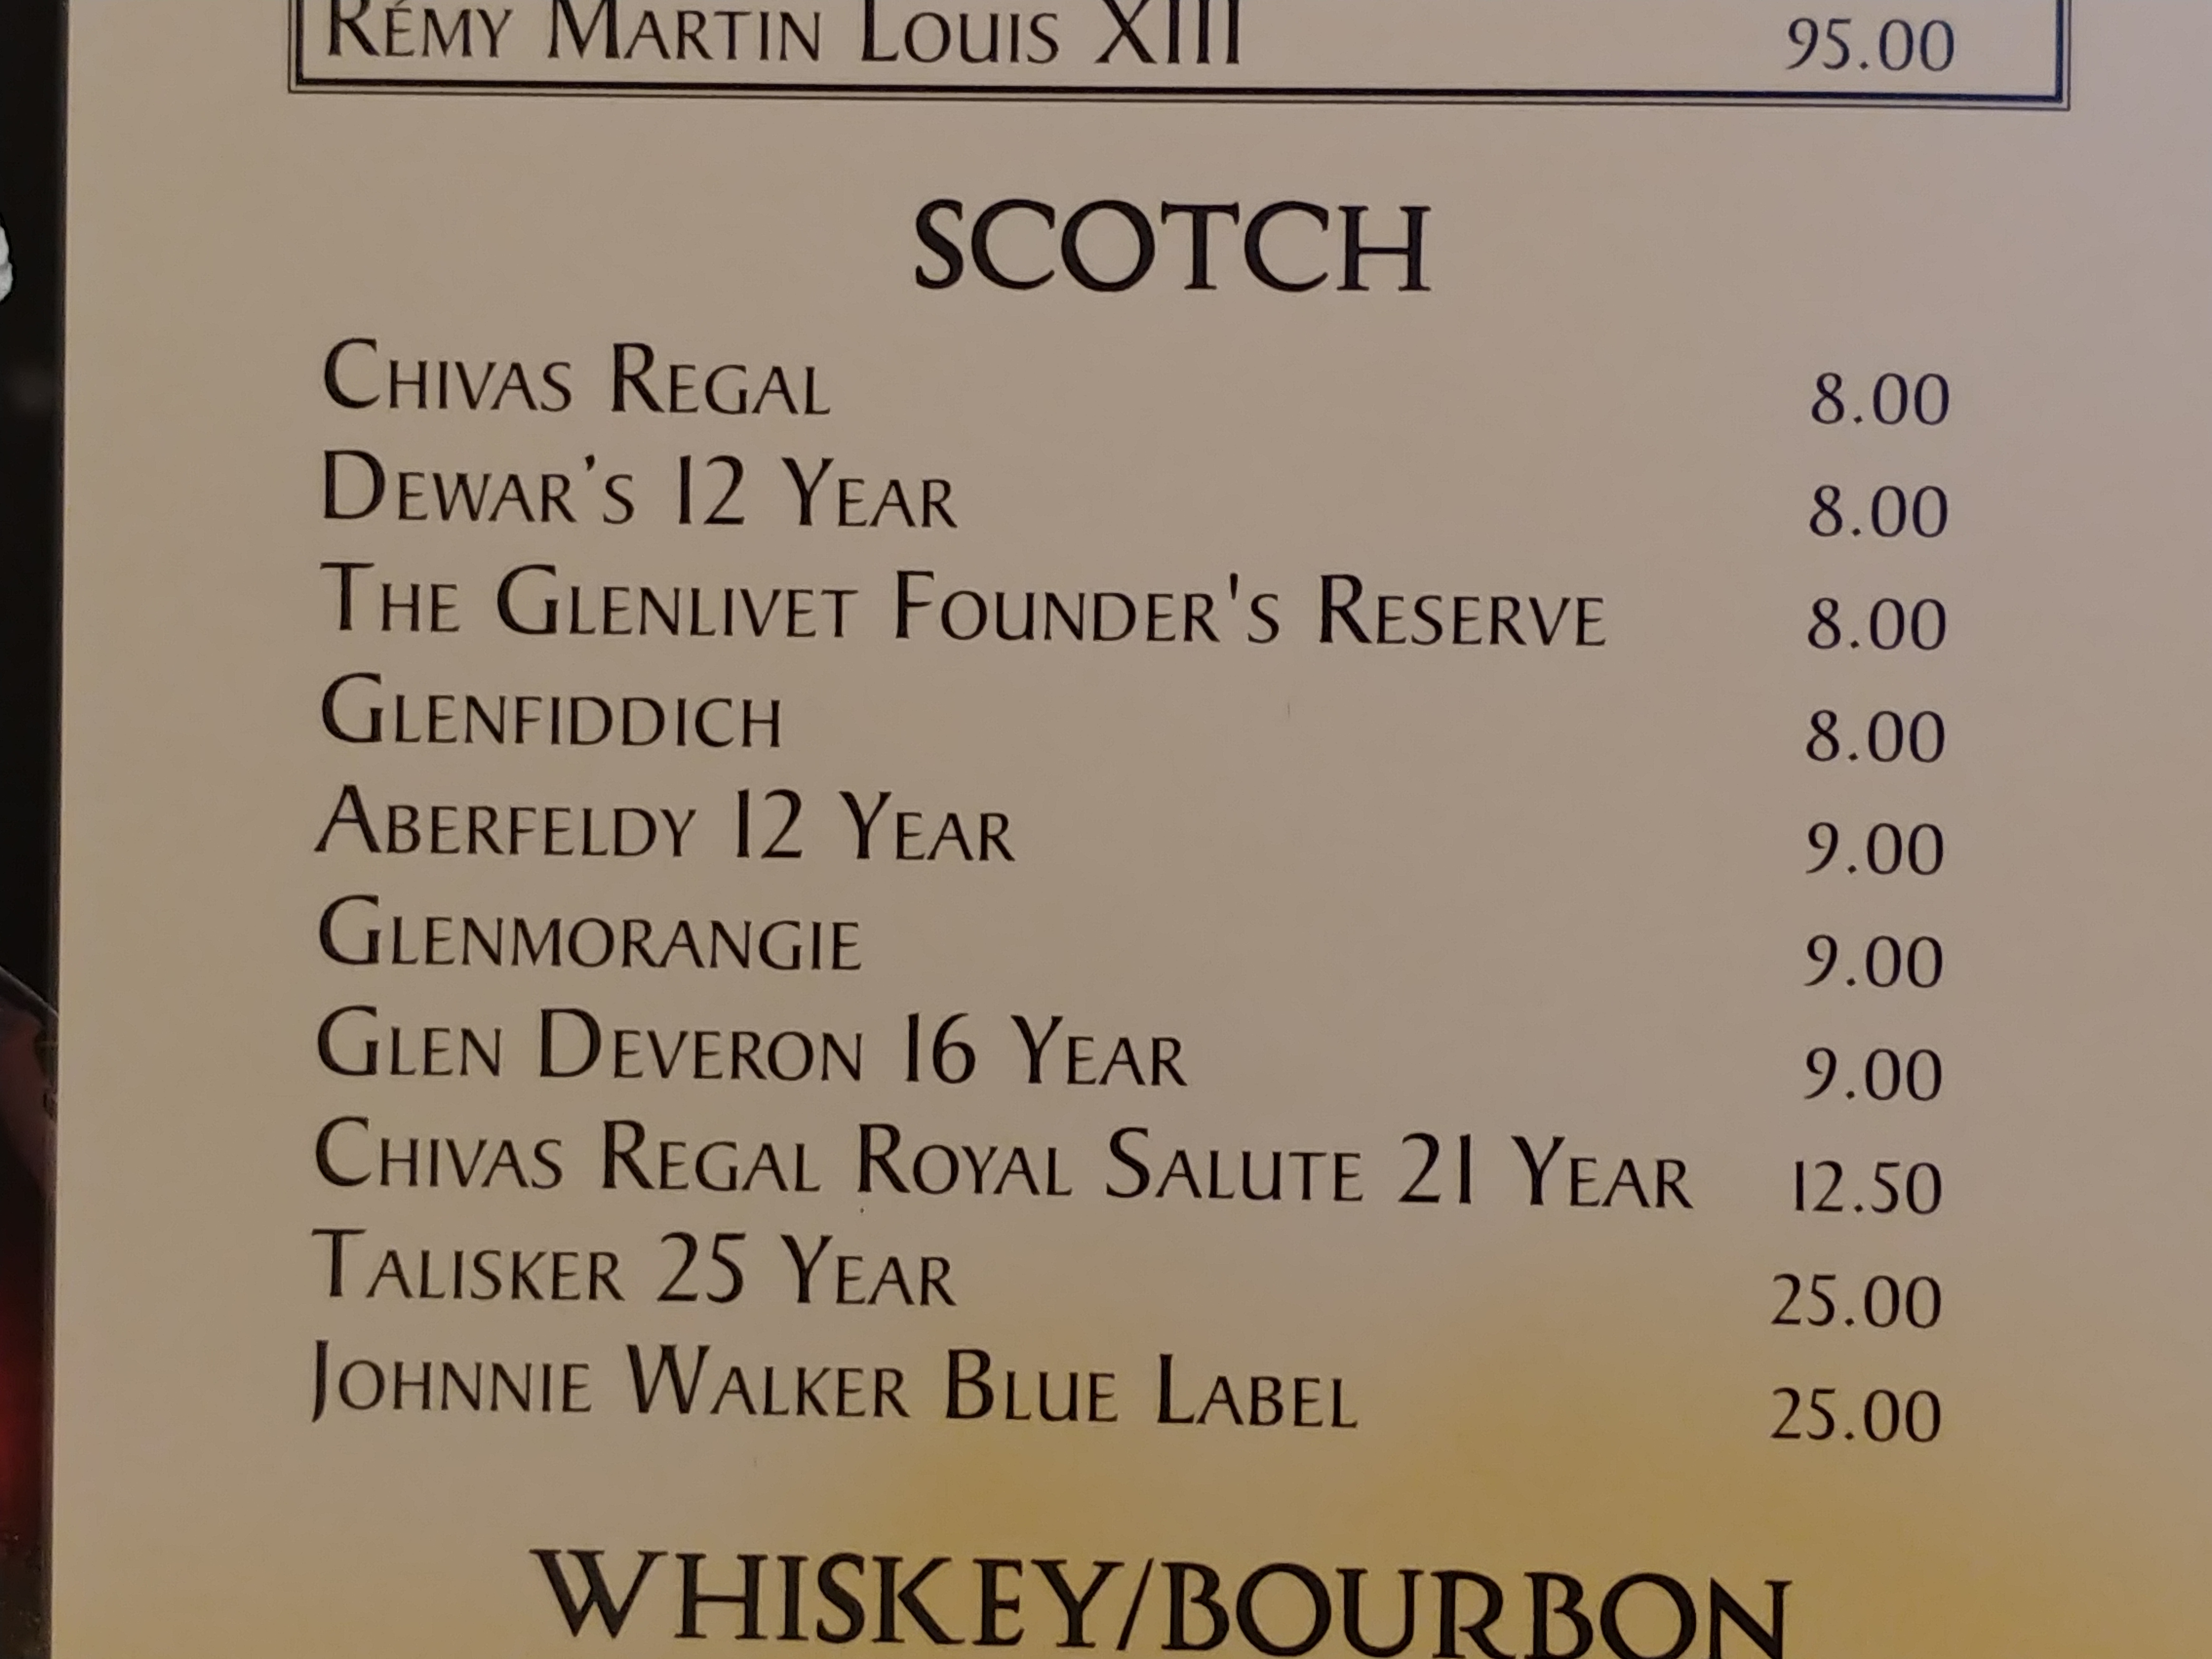 RÉMY MARTIN LOUIS XIII 95.00
SCOTCH
CHIVAS REGAL 8.00
DEWAR'S 12 YEAR 8.00
THE GLENLIVET FOUNDER'S RESERVE 8.00
GLENFIDDICH 8.00
ABERFELDY 12 YEAR 9.00
GLENMORANGIE 9.00
GLEN DEVERON 16 YEAR 9.00
CHIVAS REGAL ROYAL SALUTE 21 YEAR 12.50
TALISKER 25 YEAR 25.00
JOHNNIE WALKER BLUE LABEL 25.00
WHISKEY/BOURBON